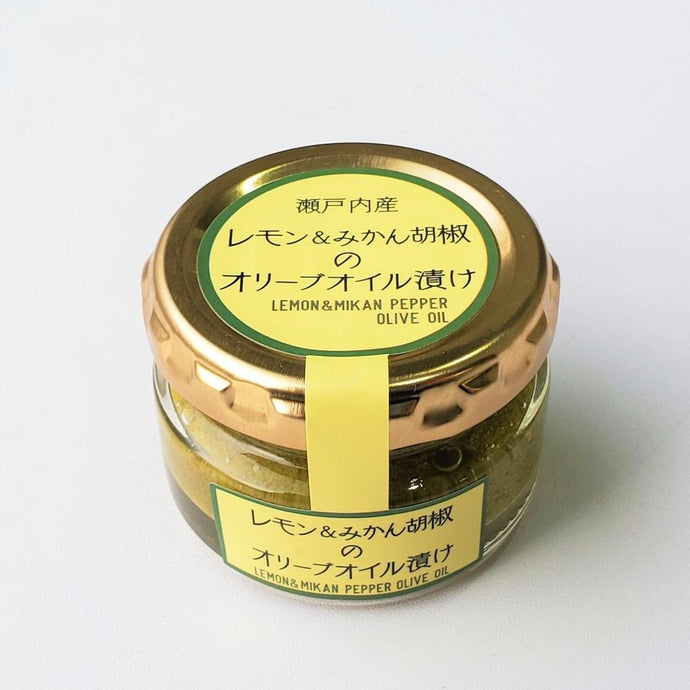 瀬戸内産
レモン&みかん胡椒
の
オリーブオイル漬け
LEMON&MIKAN PEPPER
OLIVE OIL
レモン&みかん胡椒
の
オリーブオイル漬け
LEMON&MIKAN PEPPER OLIVE OIL